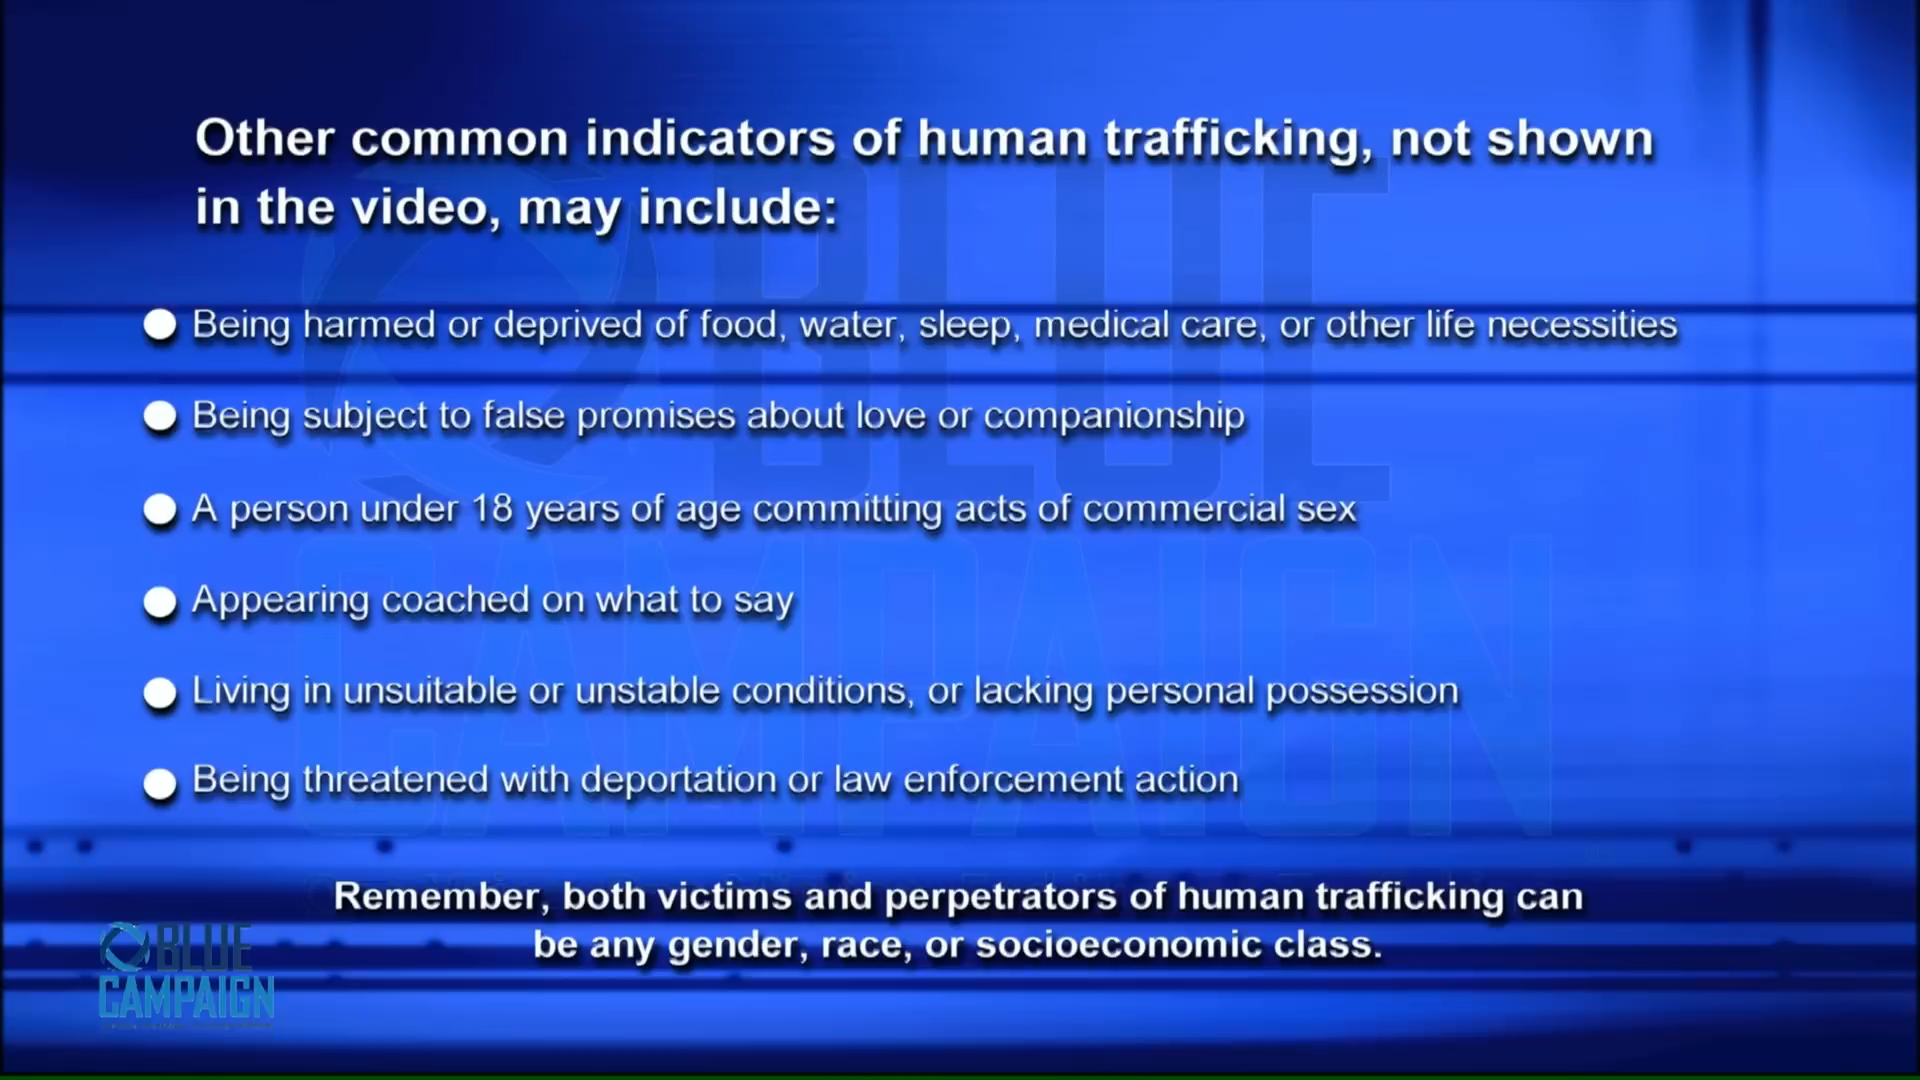 Other common indicators of human trafficking, not shown
in the video, may include:
Being harmed or deprived of food, water, sleep, medical care, or other life necessities
Being subject to false promises about love or companionship
A person under 18 years of age committing acts of commercial sex
Appearing coached on what to say
Living in unsuitable or unstable conditions, or lacking personal possession
Being threatened with deportation or law enforcement action
Remember, both victims and perpetrators of human trafficking can
be any gender, race, or socioeconomic class.
BLUE
CAMPAIGN
BLUE
CAMPAIGN